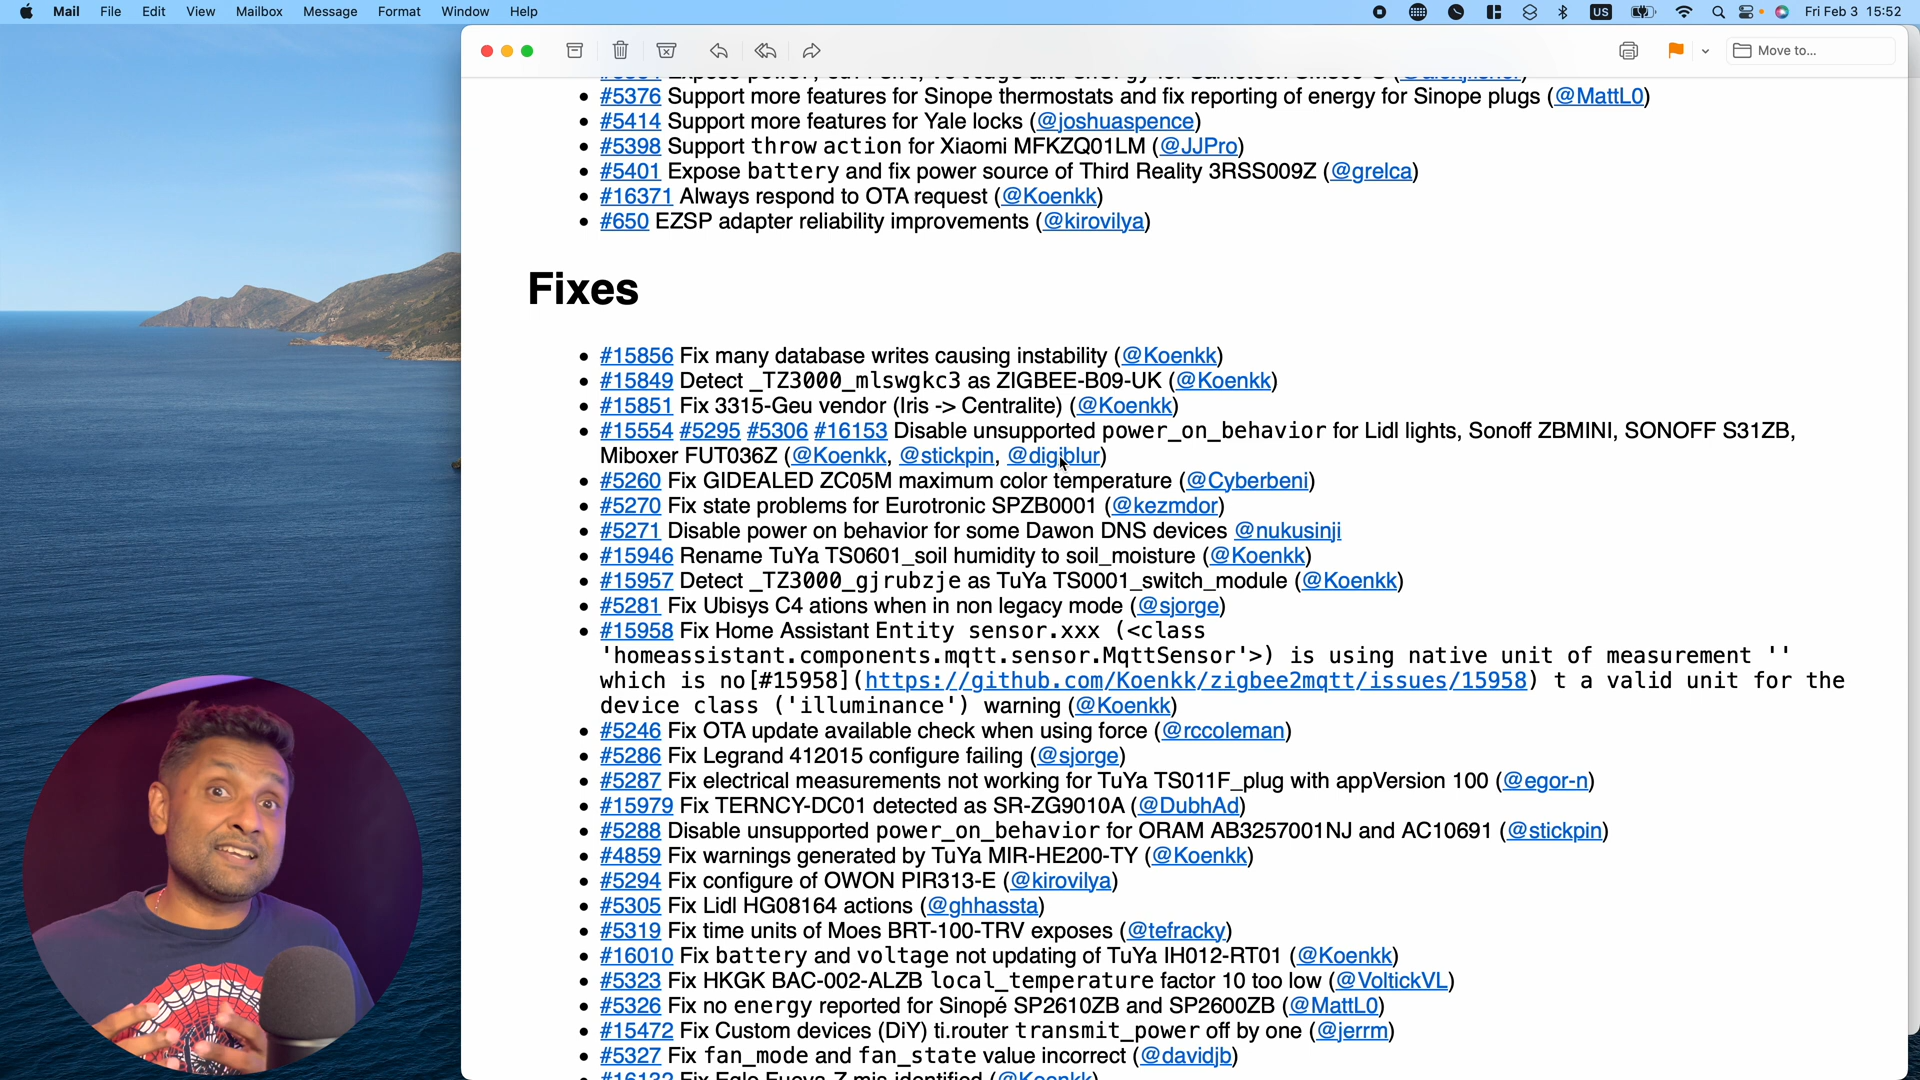 Mail File Edit View Mailbox Message Format Window Help US Fri Feb 3 15:52
Move to...
• #5376 Support more features for Sinope thermostats and fix reporting of energy for Sinope plugs (@MattL0)
• #5414 Support more features for Yale locks (@joshuaspence)
• #5398 Support throw action for Xiaomi MFKZQ01LM (@JJPro)
• #5401 Expose battery and fix power source of Third Reality 3RSS009Z (@grelca)
• #16371 Always respond to OTA request (@Koenkk)
• #650 EZSP adapter reliability improvements (@kirovilya)
Fixes
• #15856 Fix many database writes causing instability (@Koenkk)
• #15849 Detect _TZ3000_mlswgkc3 as ZIGBEE-B09-UK (@Koenkk)
• #15851 Fix 3315-Geu vendor (Iris -> Centralite) (@Koenkk)
• #15554 #5295 #5306 #16153 Disable unsupported power_on_behavior for Lidl lights, Sonoff ZBMINI, SONOFF S31ZB,
Miboxer FUT036Z (@Koenkk, @stickpin, @digiblur)
• #5260 Fix GIDEALED ZC05M maximum color temperature (@Cyberbeni)
• #5270 Fix state problems for Eurotronic SPZB0001 (@kezmdor)
• #5271 Disable power on behavior for some Dawon DNS devices @nukusinji
• #15946 Rename TuYa TS0601_soil humidity to soil_moisture (@Koenkk)
• #15957 Detect _TZ3000_gjrubzje as TuYa TS0001_switch_module (@Koenkk)
• #5281 Fix Ubisys C4 ations when in non legacy mode (@sjorge)
• #15958 Fix Home Assistant Entity sensor.xxx (<class
'homeassistant.components.mqtt.sensor.MqttSensor'>) is using native unit of measurement ''
which is no[#15958](https://github.com/Koenkk/zigbee2mqtt/issues/15958) t a valid unit for the
device class ('illuminance') warning (@Koenkk)
• #5246 Fix OTA update available check when using force (@rccoleman)
• #5286 Fix Legrand 412015 configure failing (@sjorge)
• #5287 Fix electrical measurements not working for TuYa TS011F_plug with appVersion 100 (@egor-n)
• #15979 Fix TERNCY-DC01 detected as SR-ZG9010A (@DubhAd)
• #5288 Disable unsupported power_on_behavior for ORAM AB3257001NJ and AC10691 (@stickpin)
• #4859 Fix warnings generated by TuYa MIR-HE200-TY (@Koenkk)
• #5294 Fix configure of OWON PIR313-E (@kirovilya)
• #5305 Fix Lidl HG08164 actions (@ghhassta)
• #5319 Fix time units of Moes BRT-100-TRV exposes (@tefracky)
• #16010 Fix battery and voltage not updating of TuYa IH012-RT01 (@Koenkk)
• #5323 Fix HKGK BAC-002-ALZB local_temperature factor 10 too low (@VoltickVL)
• #5326 Fix no energy reported for Sinopé SP2610ZB and SP2600ZB (@MattL0)
• #15472 Fix Custom devices (DiY) ti.router transmit_power off by one (@jerrm)
• #5327 Fix fan_mode and fan_state value incorrect (@davidjb)